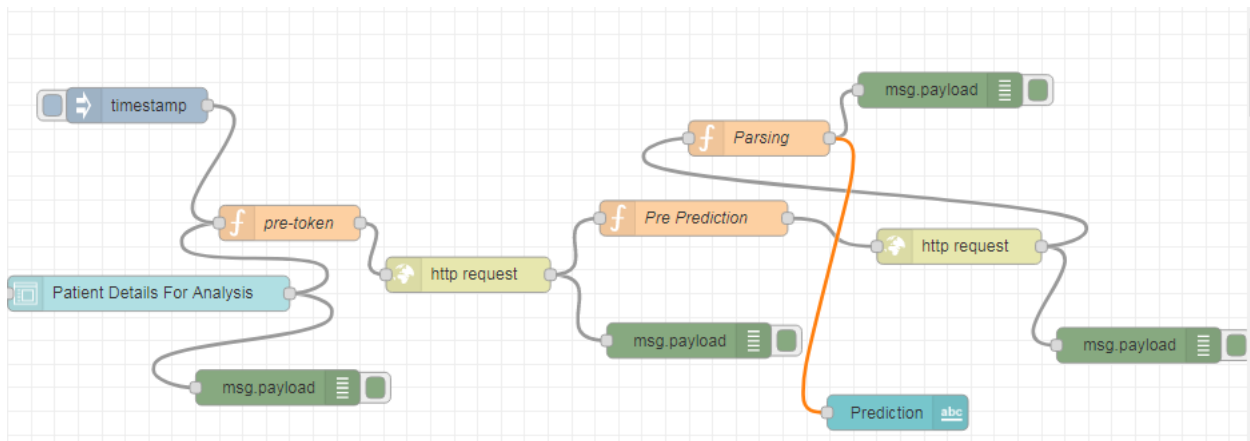 timestamp
msg.payload
Parsing
pre-token
Pre Prediction
http request
http request
Patient Details For Analysis
msg.payload
msg.payload
msg.payload
Prediction
abc